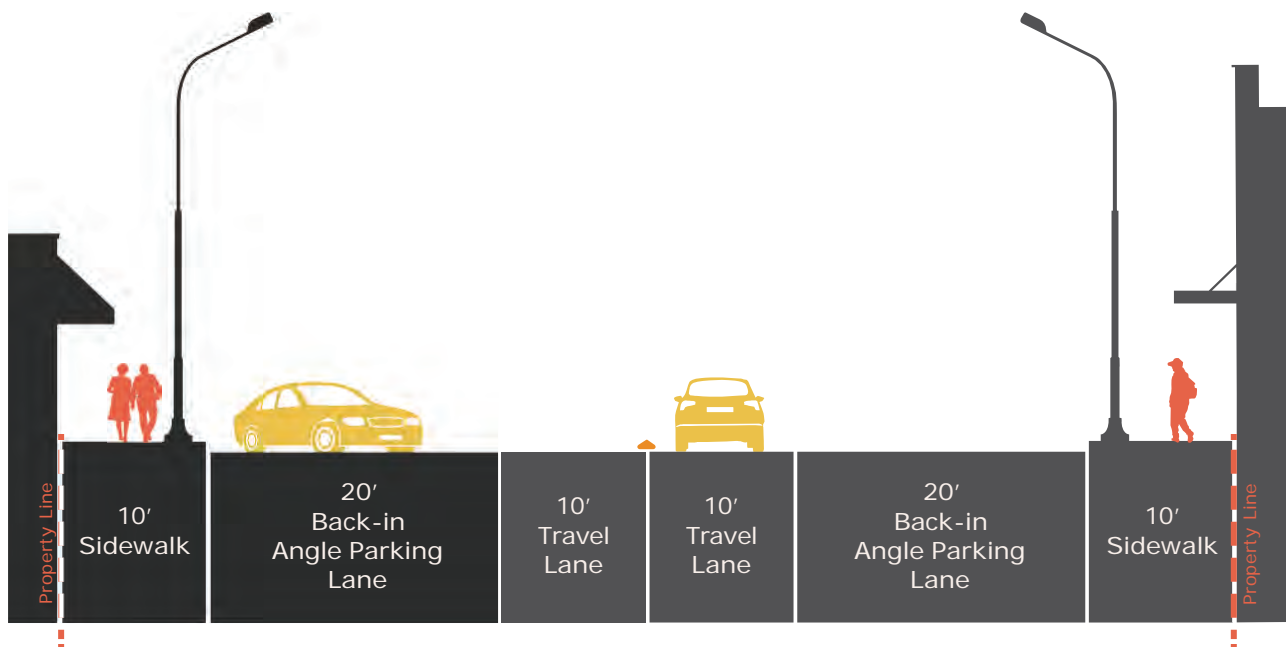 Property Line
10′
Sidewalk
20′
Back-in
Angle Parking
Lane
10′
Travel
Lane
10′
Travel
Lane
20′
Back-in
Angle Parking
Lane
10′
Sidewalk
Property Line